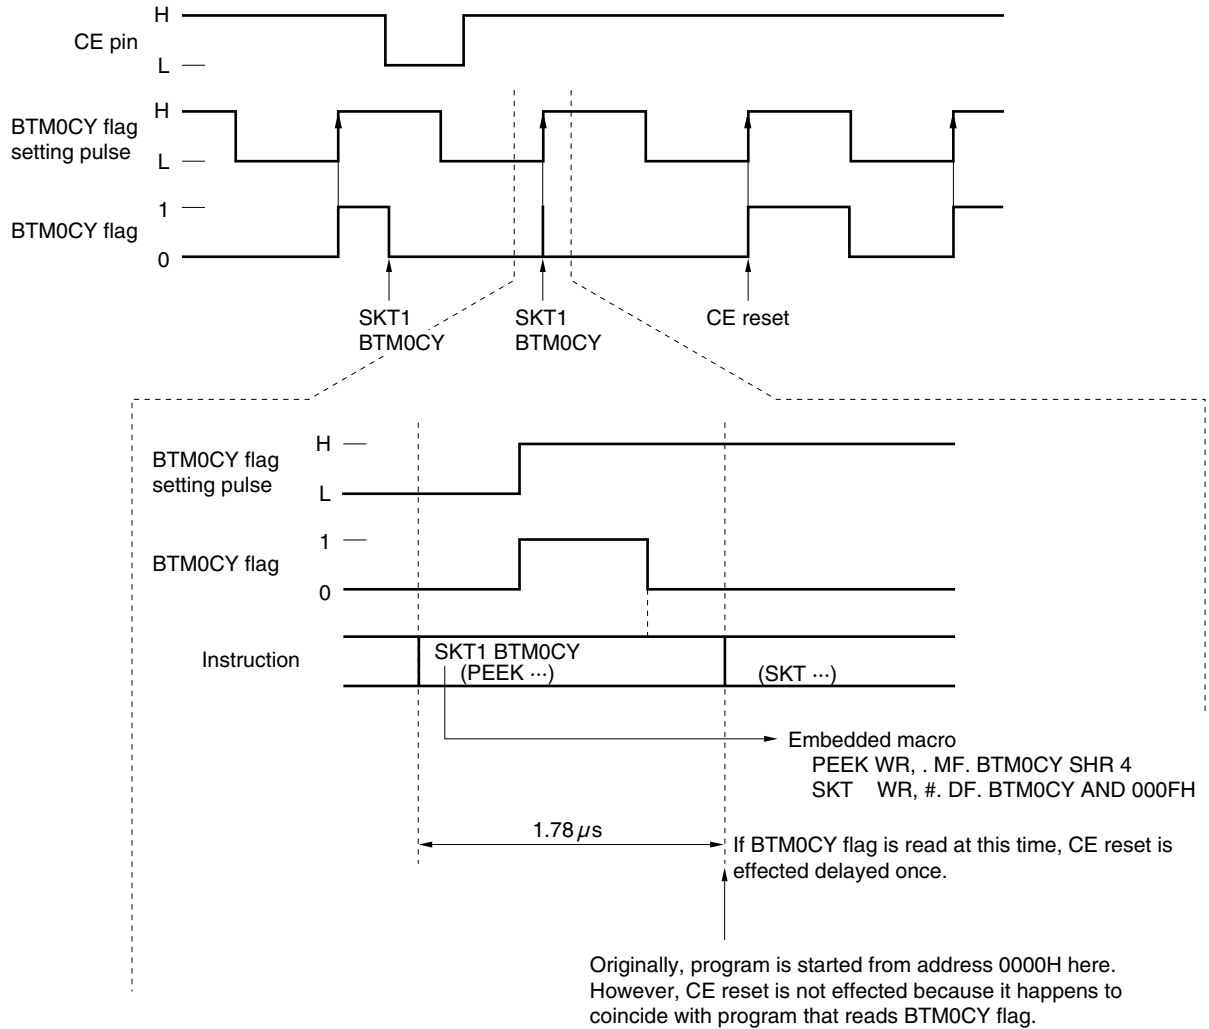 H
CE pin
L
H
BTM0CY flag
setting pulse
L
1
BTM0CY flag
0
SKT1
BTM0CY
SKT1
BTM0CY
CE reset
H
BTM0CY flag
setting pulse
L
1
BTM0CY flag
0
Instruction
SKT1 BTM0CY
(PEEK ···)
(SKT ···)
Embedded macro
PEEK WR, . MF. BTM0CY SHR 4
SKT WR, #. DF. BTM0CY AND 000FH
1.78 μs
If BTM0CY flag is read at this time, CE reset is
effected delayed once.
Originally, program is started from address 0000H here.
However, CE reset is not effected because it happens to
coincide with program that reads BTM0CY flag.